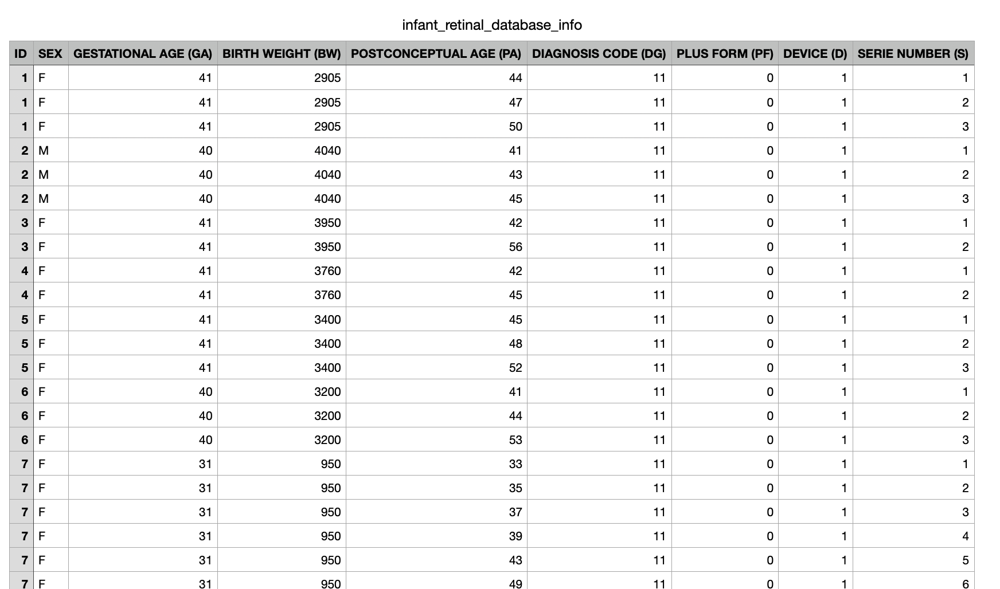 infant_retinal_database_info
ID SEX GESTATIONAL AGE (GA) BIRTH WEIGHT (BW) POSTCONCEPTUAL AGE (PA) DIAGNOSIS CODE (DG) PLUS FORM (PF) DEVICE (D) SERIE NUMBER (S)
1 F 41 2905 44 11 0 1 1
1 F 41 2905 47 11 0 1 2
1 F 41 2905 50 11 0 1 3
2 M 40 4040 41 11 0 1 1
2 M 40 4040 43 11 0 1 2
2 M 40 4040 45 11 0 1 3
3 F 41 3950 42 11 0 1 1
3 F 41 3950 56 11 0 1 2
4 F 41 3760 42 11 0 1 1
4 F 41 3760 45 11 0 1 2
5 F 41 3400 45 11 0 1 1
5 F 41 3400 48 11 0 1 2
5 F 41 3400 52 11 0 1 3
6 F 40 3200 41 11 0 1 1
6 F 40 3200 44 11 0 1 2
6 F 40 3200 53 11 0 1 3
7 F 31 950 33 11 0 1 1
7 F 31 950 35 11 0 1 2
7 F 31 950 37 11 0 1 3
7 F 31 950 39 11 0 1 4
7 F 31 950 43 11 0 1 5
7 F 31 950 49 11 0 1 6